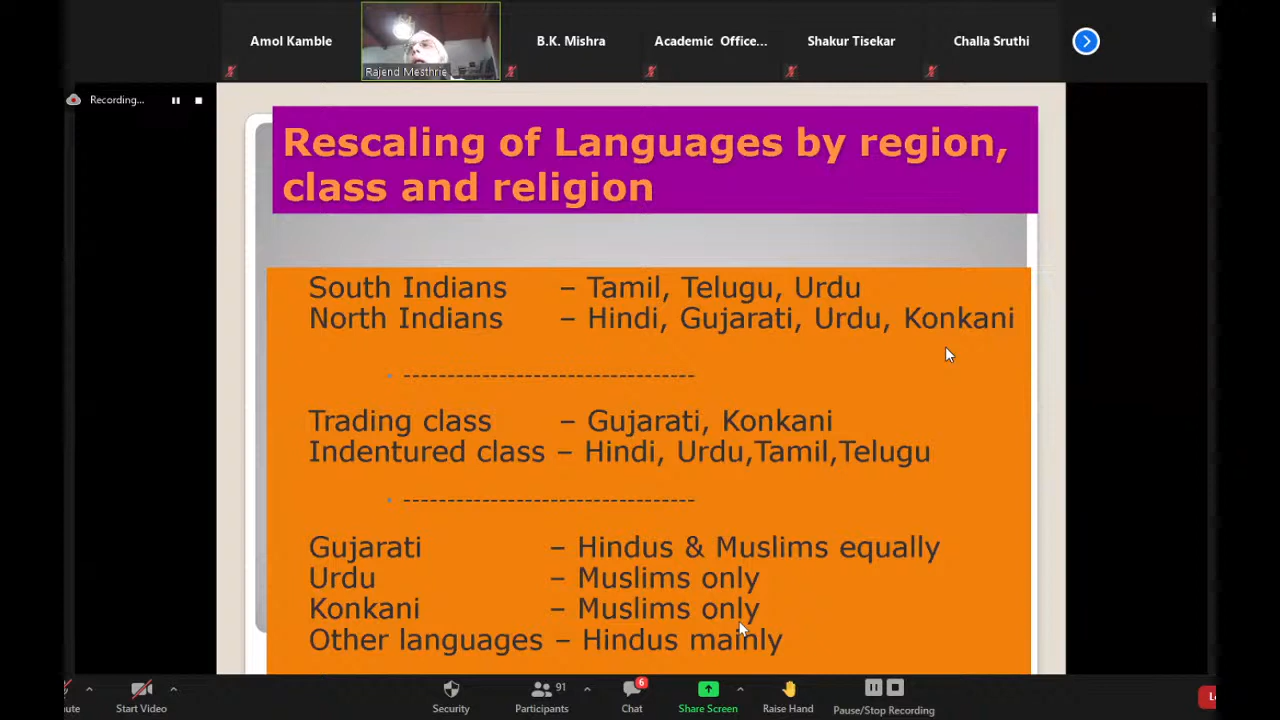 Amol Kamble
Rajend Mesthrie
B.K. Mishra
Academic Office...
Shakur Tisekar
Challa Sruthi
Recording...
Rescaling of Languages by region,
class and religion
South Indians – Tamil, Telugu, Urdu
North Indians – Hindi, Gujarati, Urdu, Konkani
--------------------------------
Trading class – Gujarati, Konkani
Indentured class – Hindi, Urdu,Tamil,Telugu
--------------------------------
Gujarati – Hindus & Muslims equally
Urdu – Muslims only
Konkani – Muslims only
Other languages – Hindus mainly
ute
Start Video
Security
91
Participants
6
Chat
Share Screen
Raise Hand
Pause/Stop Recording